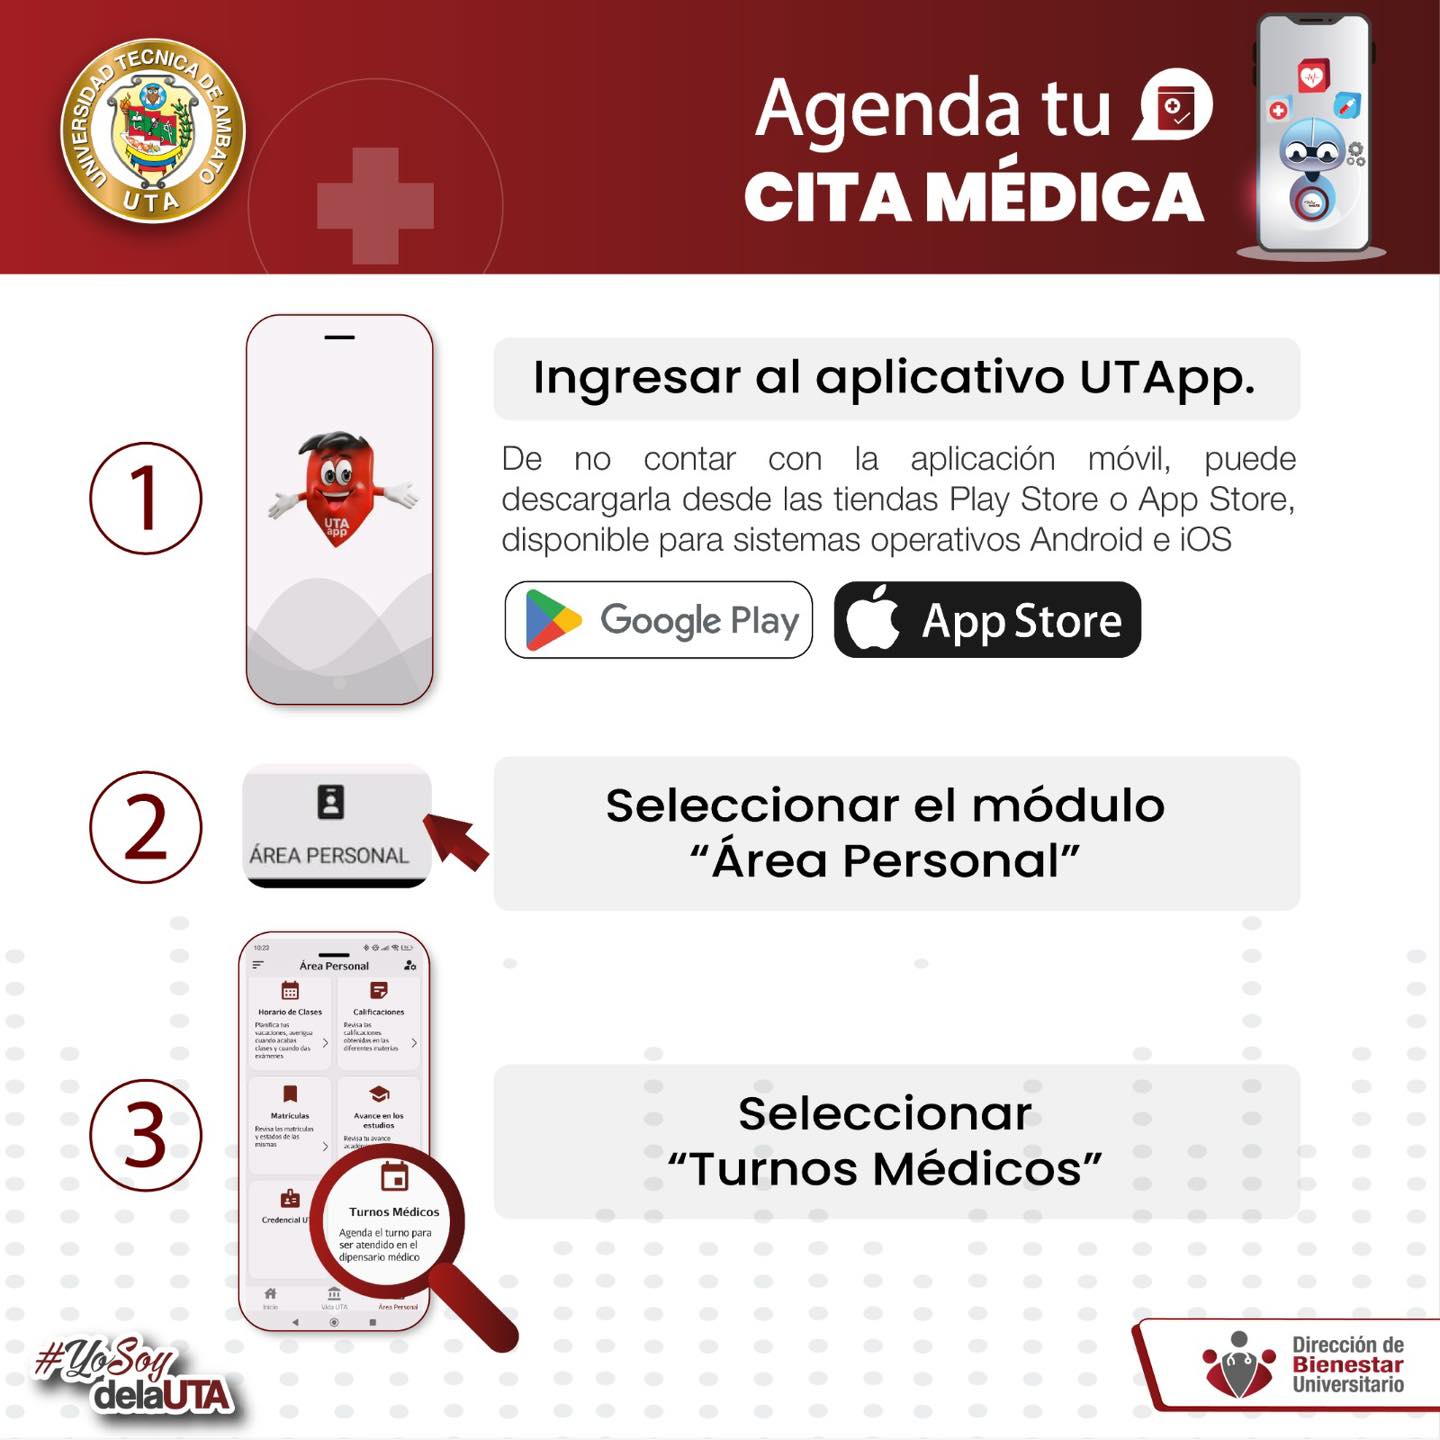 UNIVERSIDAD TECNICA DE AMBATO
UTA
Agenda tu
CITA MÉDICA
1
UTA
app
Ingresar al aplicativo UTApp.
De no contar con la aplicación móvil, puede
descargarla desde las tiendas Play Store o App Store,
disponible para sistemas operativos Android e iOS
Google Play
App Store
2
ÁREA PERSONAL
Seleccionar el módulo
“Área Personal”
3
10:23
Área Personal
Horario de Clases
Planifica tus
vacaciones, averigua
cuando acabas
clases y cuando das
exámenes
Calificaciones
Revisa las
calificaciones
obtenidas en las
diferentes materias
Matrículas
Revisa las matrículas
y estados de las
mismas
Avance en los
estudios
Revisa tu avance
Credencial U
Turnos Médicos
Agenda el turno para
ser atendido en el
dipensario médico
Inicio
Vida UTA
Área Personal
Seleccionar
“Turnos Médicos”
#YoSoy
delaUTA
Dirección de
Bienestar
Universitario